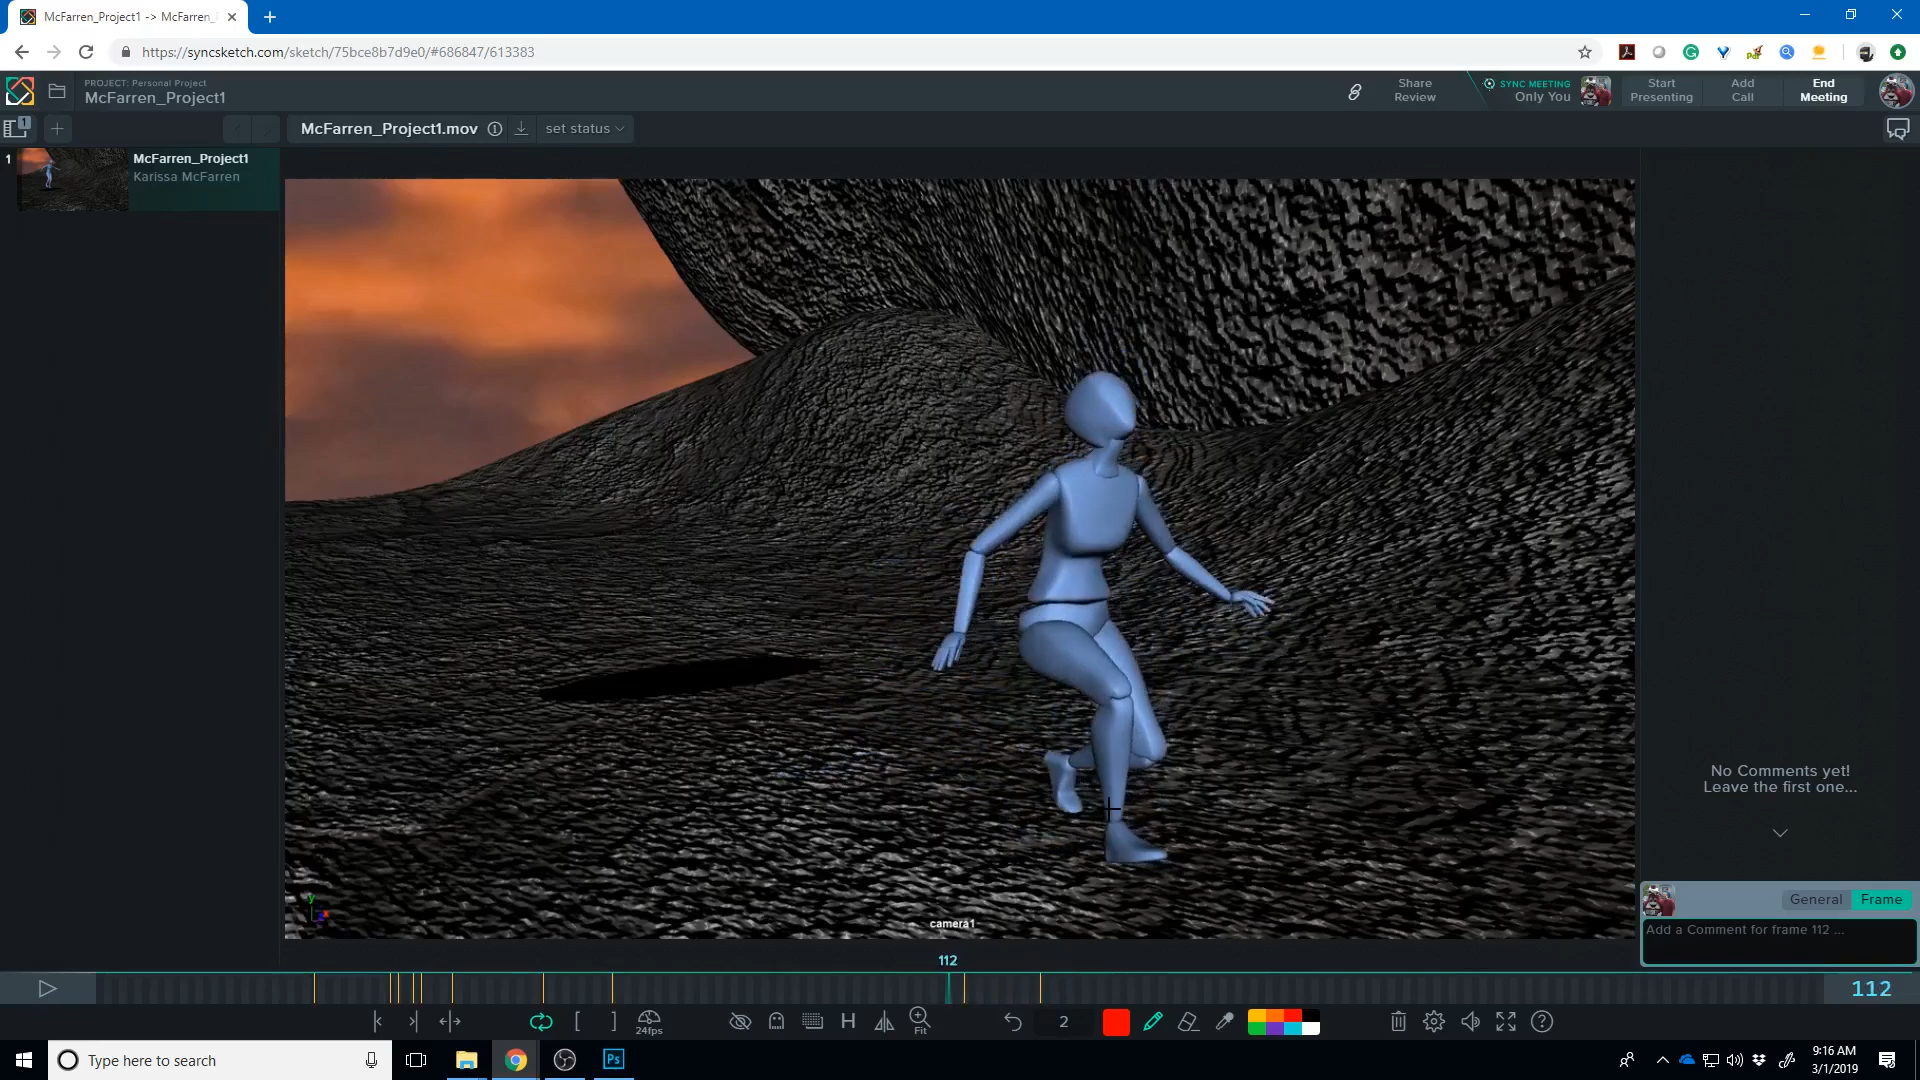 McFarren_Project1 -> McFarren_
https://syncsketch.com/sketch/75bce8b7d9e0/#686847/613383
PROJECT: Personal Project
McFarren_Project1
Share
Review
SYNC MEETING
Only You
Start
Presenting
Add
Call
End
Meeting
1
McFarren_Project1.mov
set status
1
McFarren_Project1
Karissa McFarren
No Comments yet!
Leave the first one...
y
x
camera1
General
Frame
Add a Comment for frame 112 ...
112
112
24fps
H
Fit
2
Type here to search
Ps
9:16 AM
3/1/2019